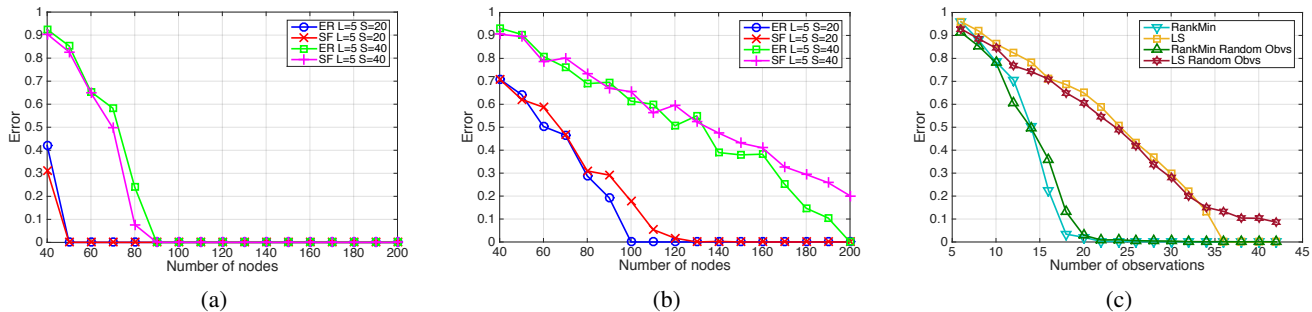 1
0.9
0.8
0.7
0.6
0.5
0.4
0.3
0.2
0.1
0
Error
40 60 80 100 120 140 160 180 200
Number of nodes
ER L=5 S=20
SF L=5 S=20
ER L=5 S=40
SF L=5 S=40
(a)
1
0.9
0.8
0.7
0.6
0.5
0.4
0.3
0.2
0.1
0
Error
40 60 80 100 120 140 160 180 200
Number of nodes
ER L=5 S=20
SF L=5 S=20
ER L=5 S=40
SF L=5 S=40
(b)
1
0.9
0.8
0.7
0.6
0.5
0.4
0.3
0.2
0.1
0
Error
5 10 15 20 25 30 35 40 45
Number of observations
RankMin
LS
RankMin Random Obvs
LS Random Obvs
(c)